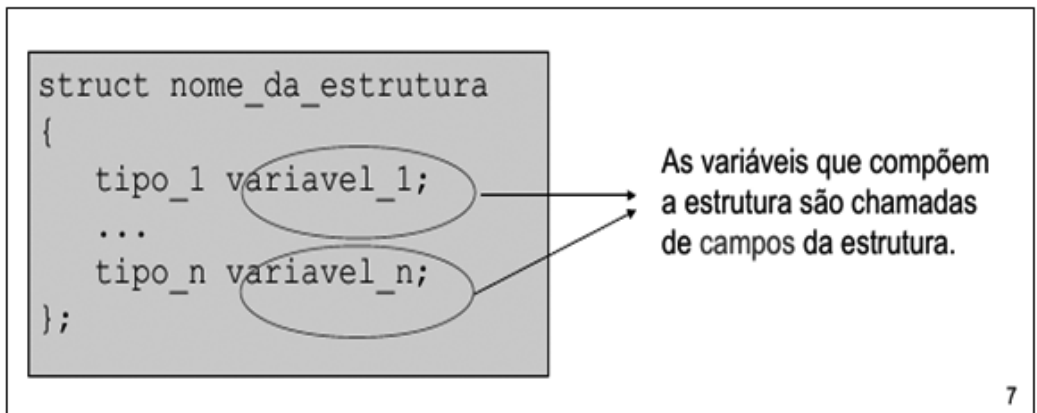 struct nome_da_estrutura
{
tipo_1 variavel_1;
...
tipo_n variavel_n;
};
As variáveis que compõem
a estrutura são chamadas
de campos da estrutura.
7